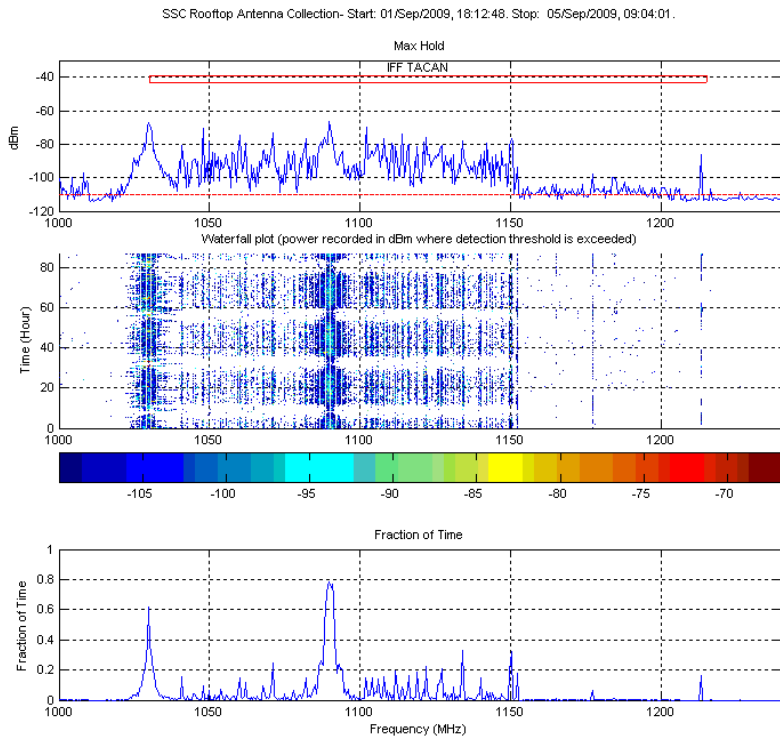 SSC Rooftop Antenna Collection- Start: 01/Sep/2009, 18:12:48. Stop: 05/Sep/2009, 09:04:01.
Max Hold
IFF TACAN
-40
-60
-80
-100
-120
dBm
1000 1050 1100 1150 1200
Waterfall plot (power recorded in dBm where detection threshold is exceeded)
80
60
40
20
0
Time (Hour)
1000 1050 1100 1150 1200
-105 -100 -95 -90 -85 -80 -75 -70
Fraction of Time
1
0.8
0.6
0.4
0.2
0
Fraction of Time
1000 1050 1100 1150 1200
Frequency (MHz)